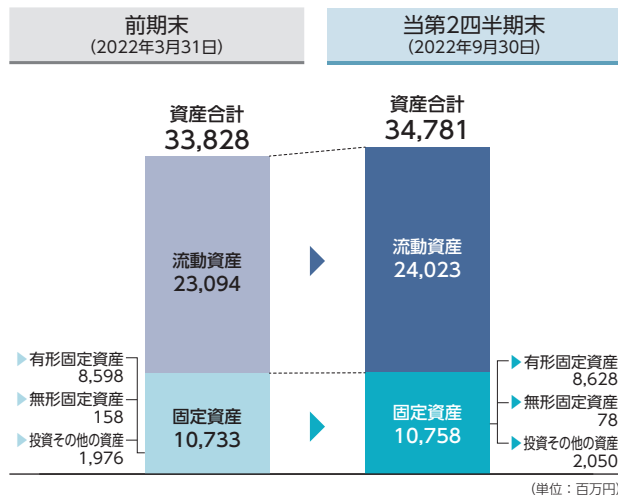 前期末
（2022年3月31日）
当第2四半期末
（2022年9月30日）
資産合計
33,828
資産合計
34,781
流動資産
23,094
流動資産
24,023
有形固定資産
8,598
無形固定資産
158
投資その他の資産
1,976
固定資産
10,733
固定資産
10,758
有形固定資産
8,628
無形固定資産
78
投資その他の資産
2,050
（単位：百万円）